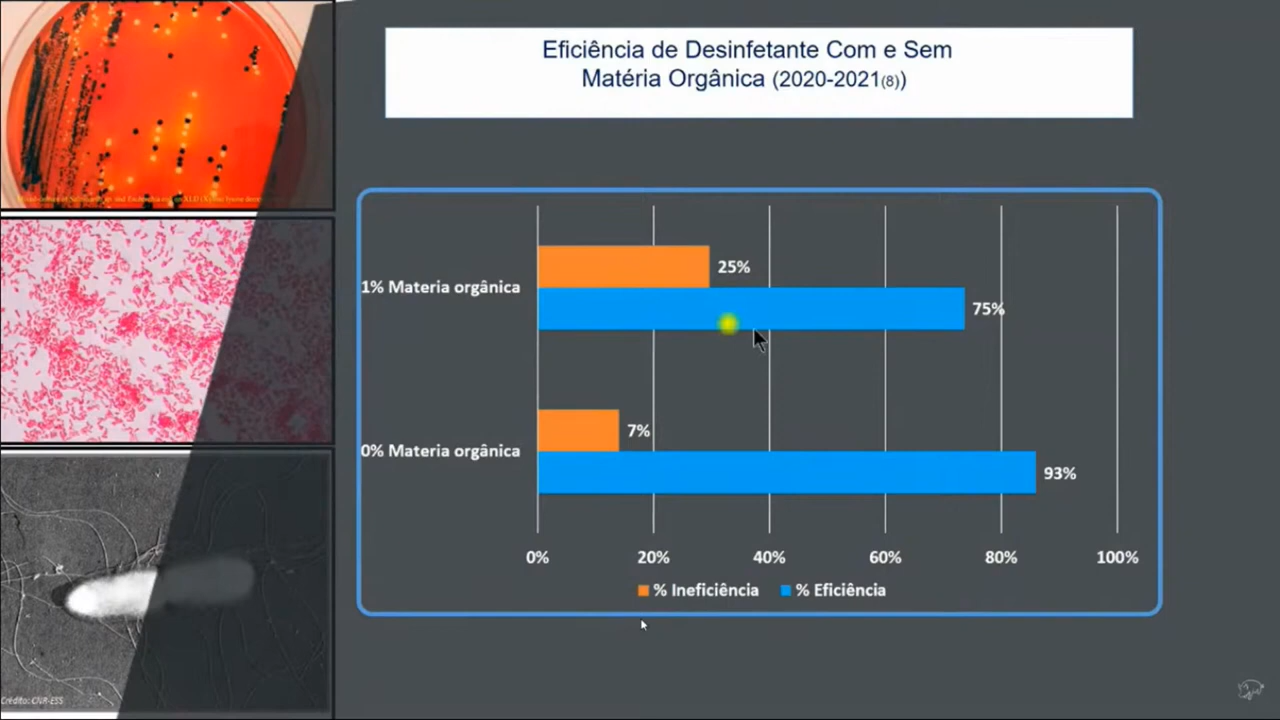 Eficiência de Desinfetante Com e Sem
Matéria Orgânica (2020-2021(8))
1% Materia orgânica
25%
75%
0% Materia orgânica
7%
93%
0% 20% 40% 60% 80% 100%
% Ineficiência % Eficiência
Crédito: CNR-ESS